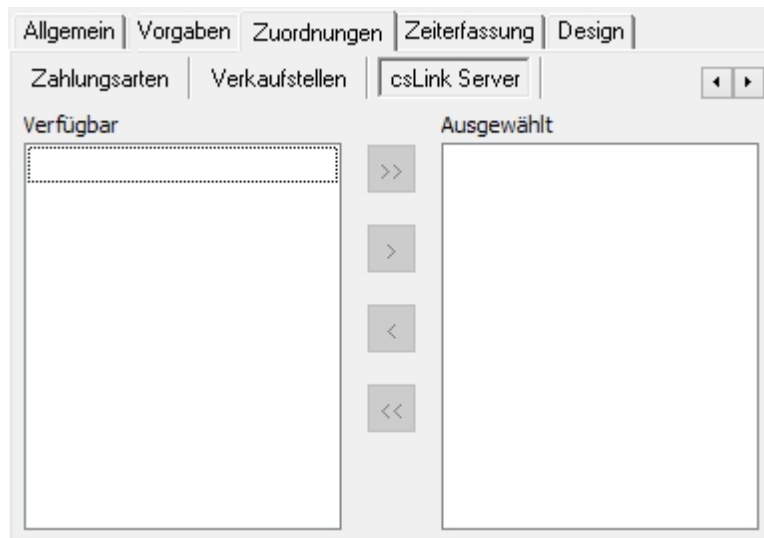 Allgemein Vorgaben Zuordnungen Zeiterfassung Design
Zahlungsarten Verkaufstellen csLink Server
Verfügbar Ausgewählt
>>
>
<
<<